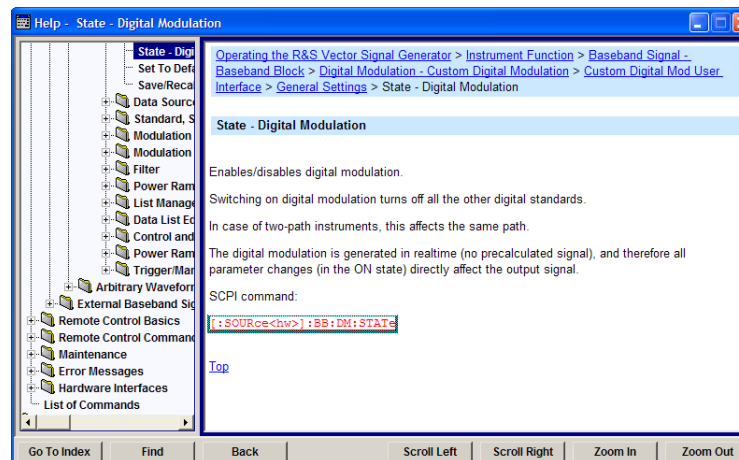 Help - State - Digital Modulation
State - Digi
Set To Defa
Save/Recal
Data Source
Standard, S
Modulation
Modulation
Filter
Power Ram
List Manage
Data List Ed
Control and
Power Ram
Trigger/Mar
Arbitrary Waveform
External Baseband Sig
Remote Control Basics
Remote Control Command
Maintenance
Error Messages
Hardware Interfaces
List of Commands
Operating the R&S Vector Signal Generator > Instrument Function > Baseband Signal -
Baseband Block > Digital Modulation - Custom Digital Modulation > Custom Digital Mod User
Interface > General Settings > State - Digital Modulation
State - Digital Modulation
Enables/disables digital modulation.
Switching on digital modulation turns off all the other digital standards.
In case of two-path instruments, this affects the same path.
The digital modulation is generated in realtime (no precalculated signal), and therefore all
parameter changes (in the ON state) directly affect the output signal.
SCPI command:
[:SOURce<hw>]:BB:DM:STATe
Top
Go To Index
Find
Back
Scroll Left
Scroll Right
Zoom In
Zoom Out